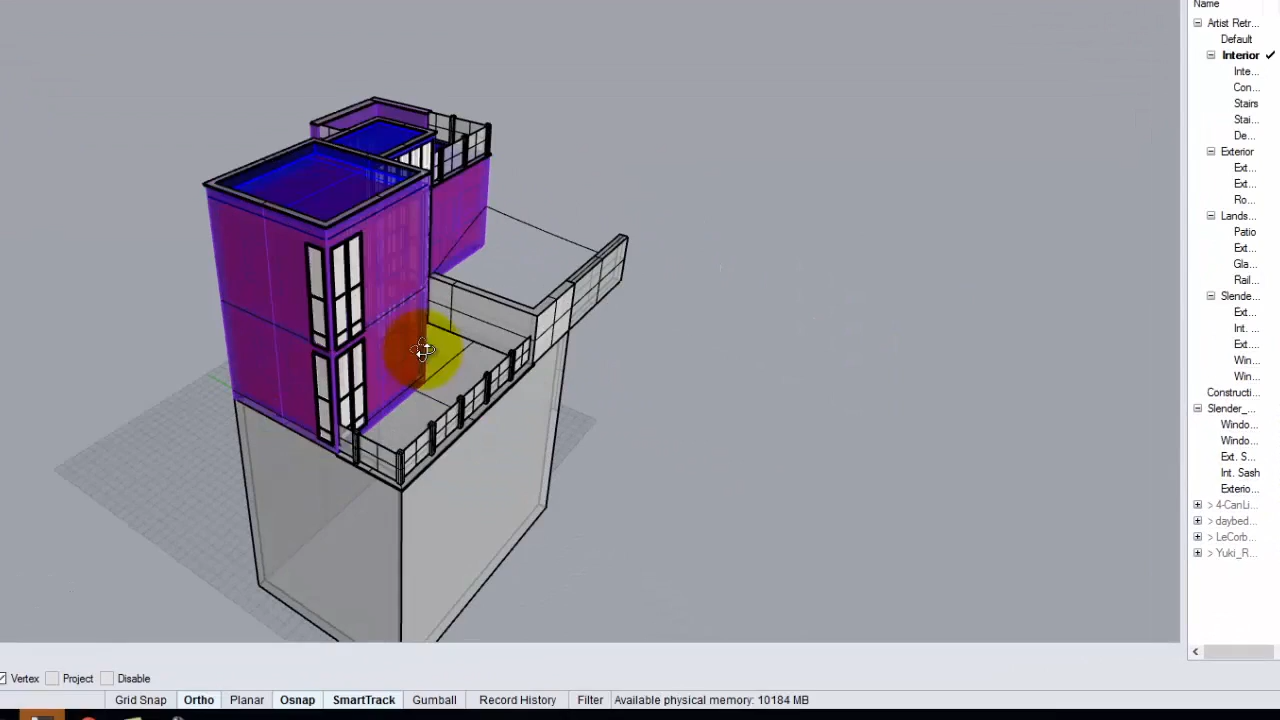 Name
Artist Retr...
Default
Interior
Inte...
Con...
Stairs
Stai...
De...
Exterior
Ext...
Ext...
Ro...
Lands...
Patio
Ext...
Gla...
Rail...
Slende...
Ext...
Int. ...
Ext....
Win...
Win...
Constructi...
Slender_...
Windo...
Windo...
Ext. S...
Int. Sash
Exterio...
> 4-CanLi...
> daybed...
> LeCorb...
> Yuki_R...
Vertex Project Disable
Grid Snap Ortho Planar Osnap SmartTrack Gumball Record History Filter Available physical memory: 10184 MB